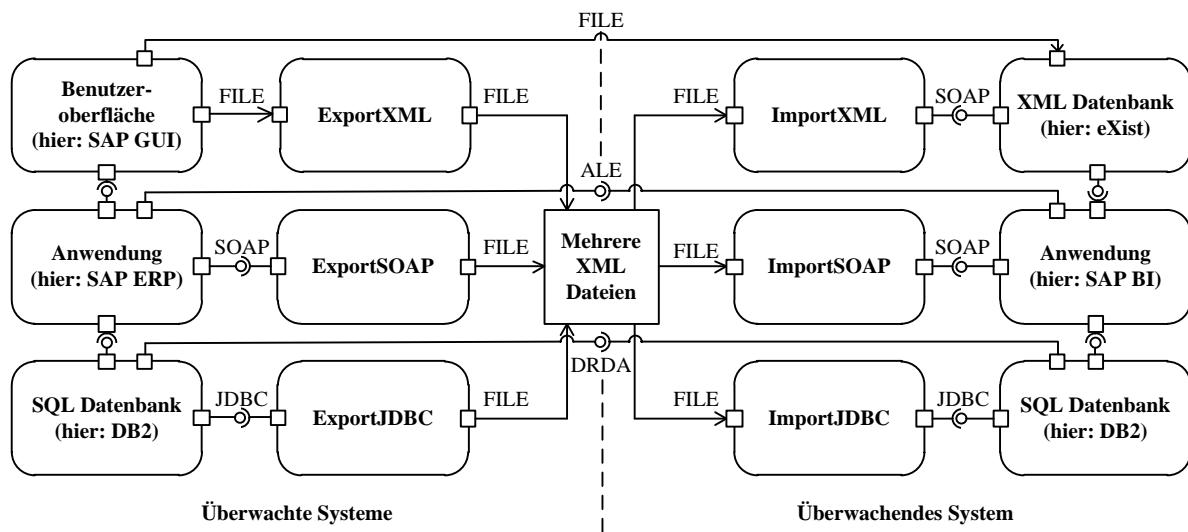 FILE
Benutzer-
oberfläche
(hier: SAP GUI)
FILE
ExportXML
FILE
FILE
ImportXML
SOAP
XML Datenbank
(hier: eXist)
ALE
Anwendung
(hier: SAP ERP)
SOAP
ExportSOAP
FILE
Mehrere
XML
Dateien
FILE
ImportSOAP
SOAP
Anwendung
(hier: SAP BI)
DRDA
SQL Datenbank
(hier: DB2)
JDBC
ExportJDBC
FILE
FILE
ImportJDBC
JDBC
SQL Datenbank
(hier: DB2)
Überwachte Systeme
Überwachendes System